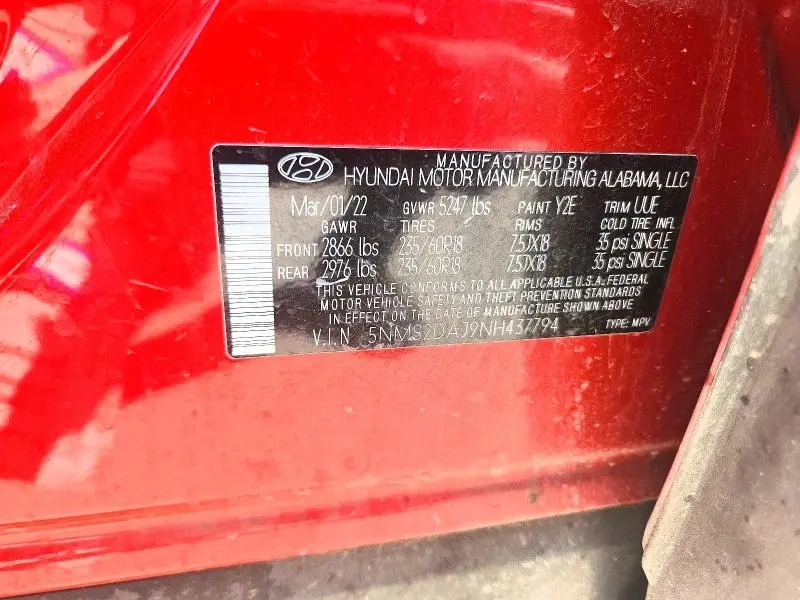 MANUFACTURED BY
HYUNDAI MOTOR MANUFACTURING ALABAMA, LLC
Mar/01/22 GVWR 5247 lbs PAINT Y2E TRIM UUE
GAWR TIRES RIMS COLD TIRE INFL
FRONT 2866 lbs 235/60R18 7.5JX18 35 psi SINGLE
REAR 2976 lbs 235/60R18 7.5JX18 35 psi SINGLE
THIS VEHICLE CONFORMS TO ALL APPLICABLE U.S.A. FEDERAL
MOTOR VEHICLE SAFETY AND THEFT PREVENTION STANDARDS
IN EFFECT ON THE DATE OF MANUFACTURE SHOWN ABOVE
V.I.N. 5NMS2DAJ9NH437794 TYPE: MPV